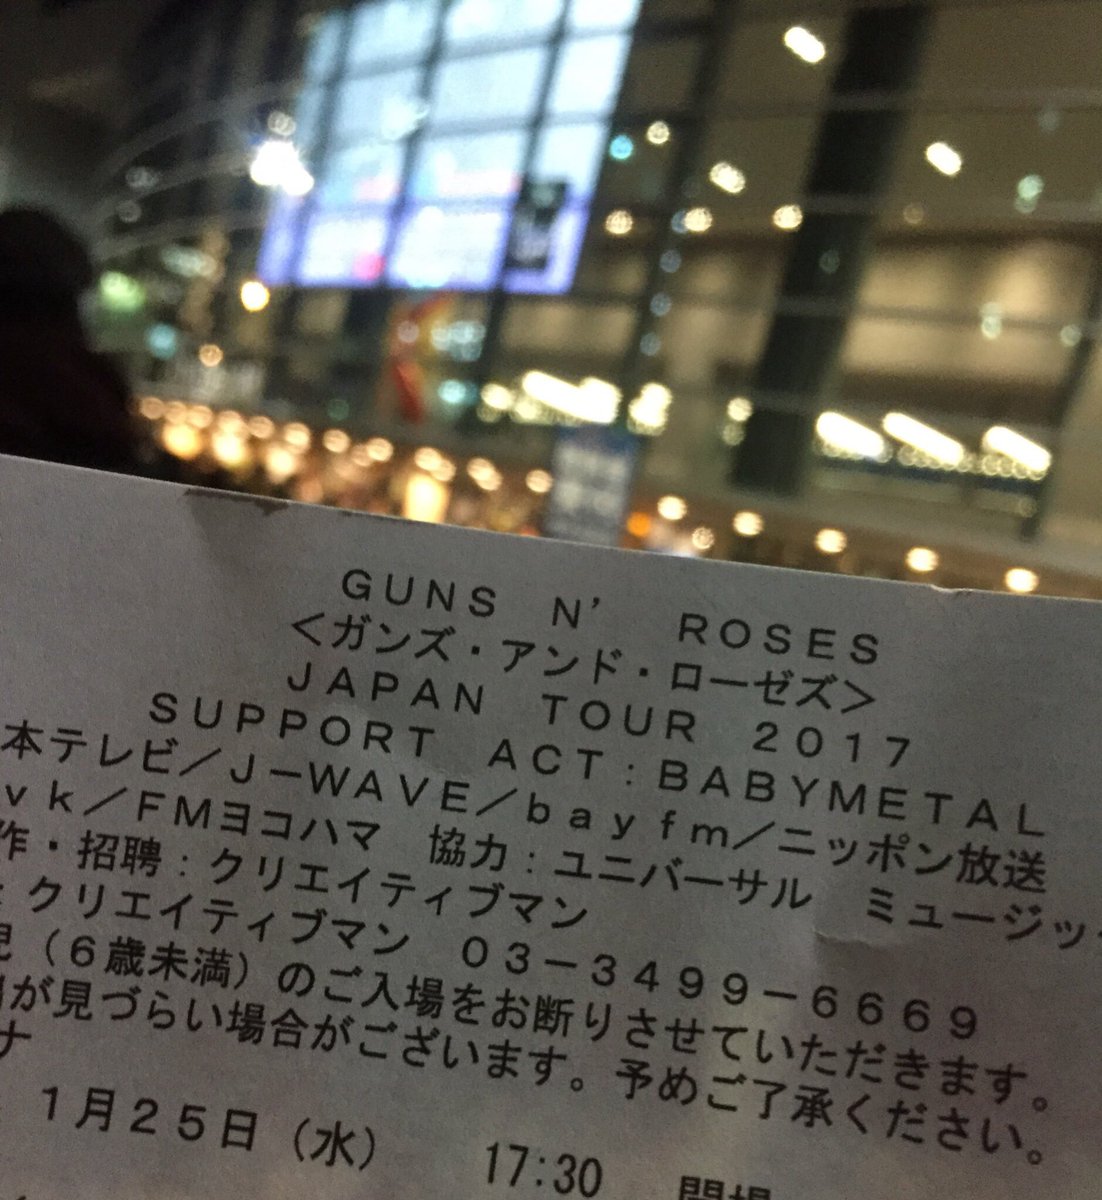 ＧＵＮＳ　Ｎ’　ＲＯＳＥＳ
＜ガンズ・アンド・ローゼズ＞
ＪＡＰＡＮ　ＴＯＵＲ　２０１７
ＳＵＰＰＯＲＴ　ＡＣＴ：ＢＡＢＹＭＥＴＡＬ
本テレビ／Ｊ－ＷＡＶＥ／ｂａｙｆｍ／ニッポン放送
ｖｋ／ＦＭヨコハマ　協力：ユニバーサル　ミュージッ
作・招聘：クリエイティブマン
：クリエイティブマン　０３－３４９９－６６６９
児（６歳未満）のご入場をお断りさせていただきます。
が見づらい場合がございます。予めご了承ください。
ナ
１月２５日（水）　17:30　開場